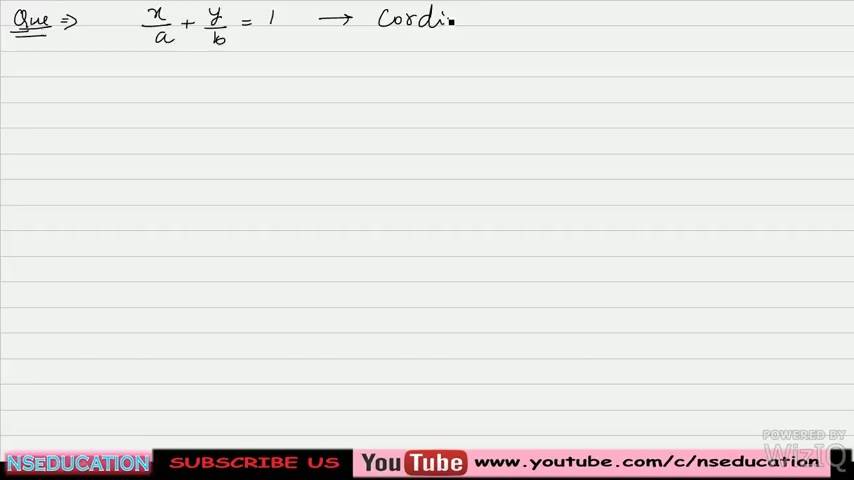 Que ⇒ x/a + y/b = 1 → Cordi
POWERED BY
WizIQ
NSEDUCATION SUBSCRIBE US YouTube www.youtube.com/c/nseducation